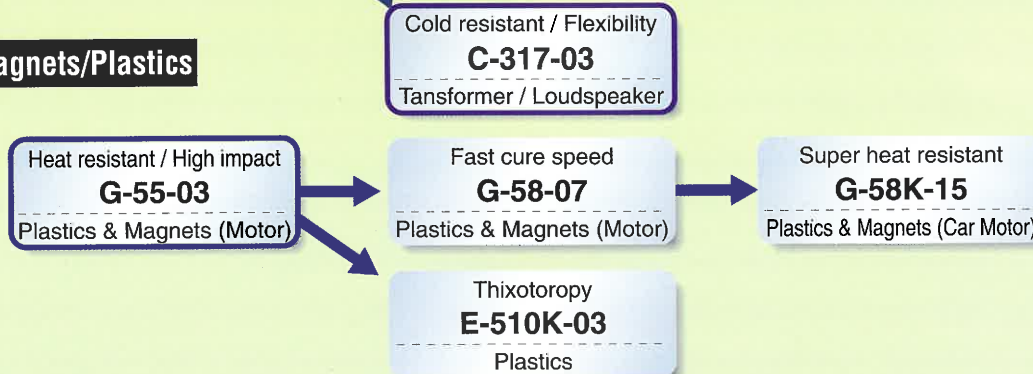 Cold resistant / Flexibility
C-317-03
Tansformer / Loudspeaker
agnets/Plastics
Heat resistant / High impact
G-55-03
Plastics & Magnets (Motor)
Fast cure speed
G-58-07
Plastics & Magnets (Motor)
Super heat resistant
G-58K-15
Plastics & Magnets (Car Motor)
Thixotoropy
E-510K-03
Plastics